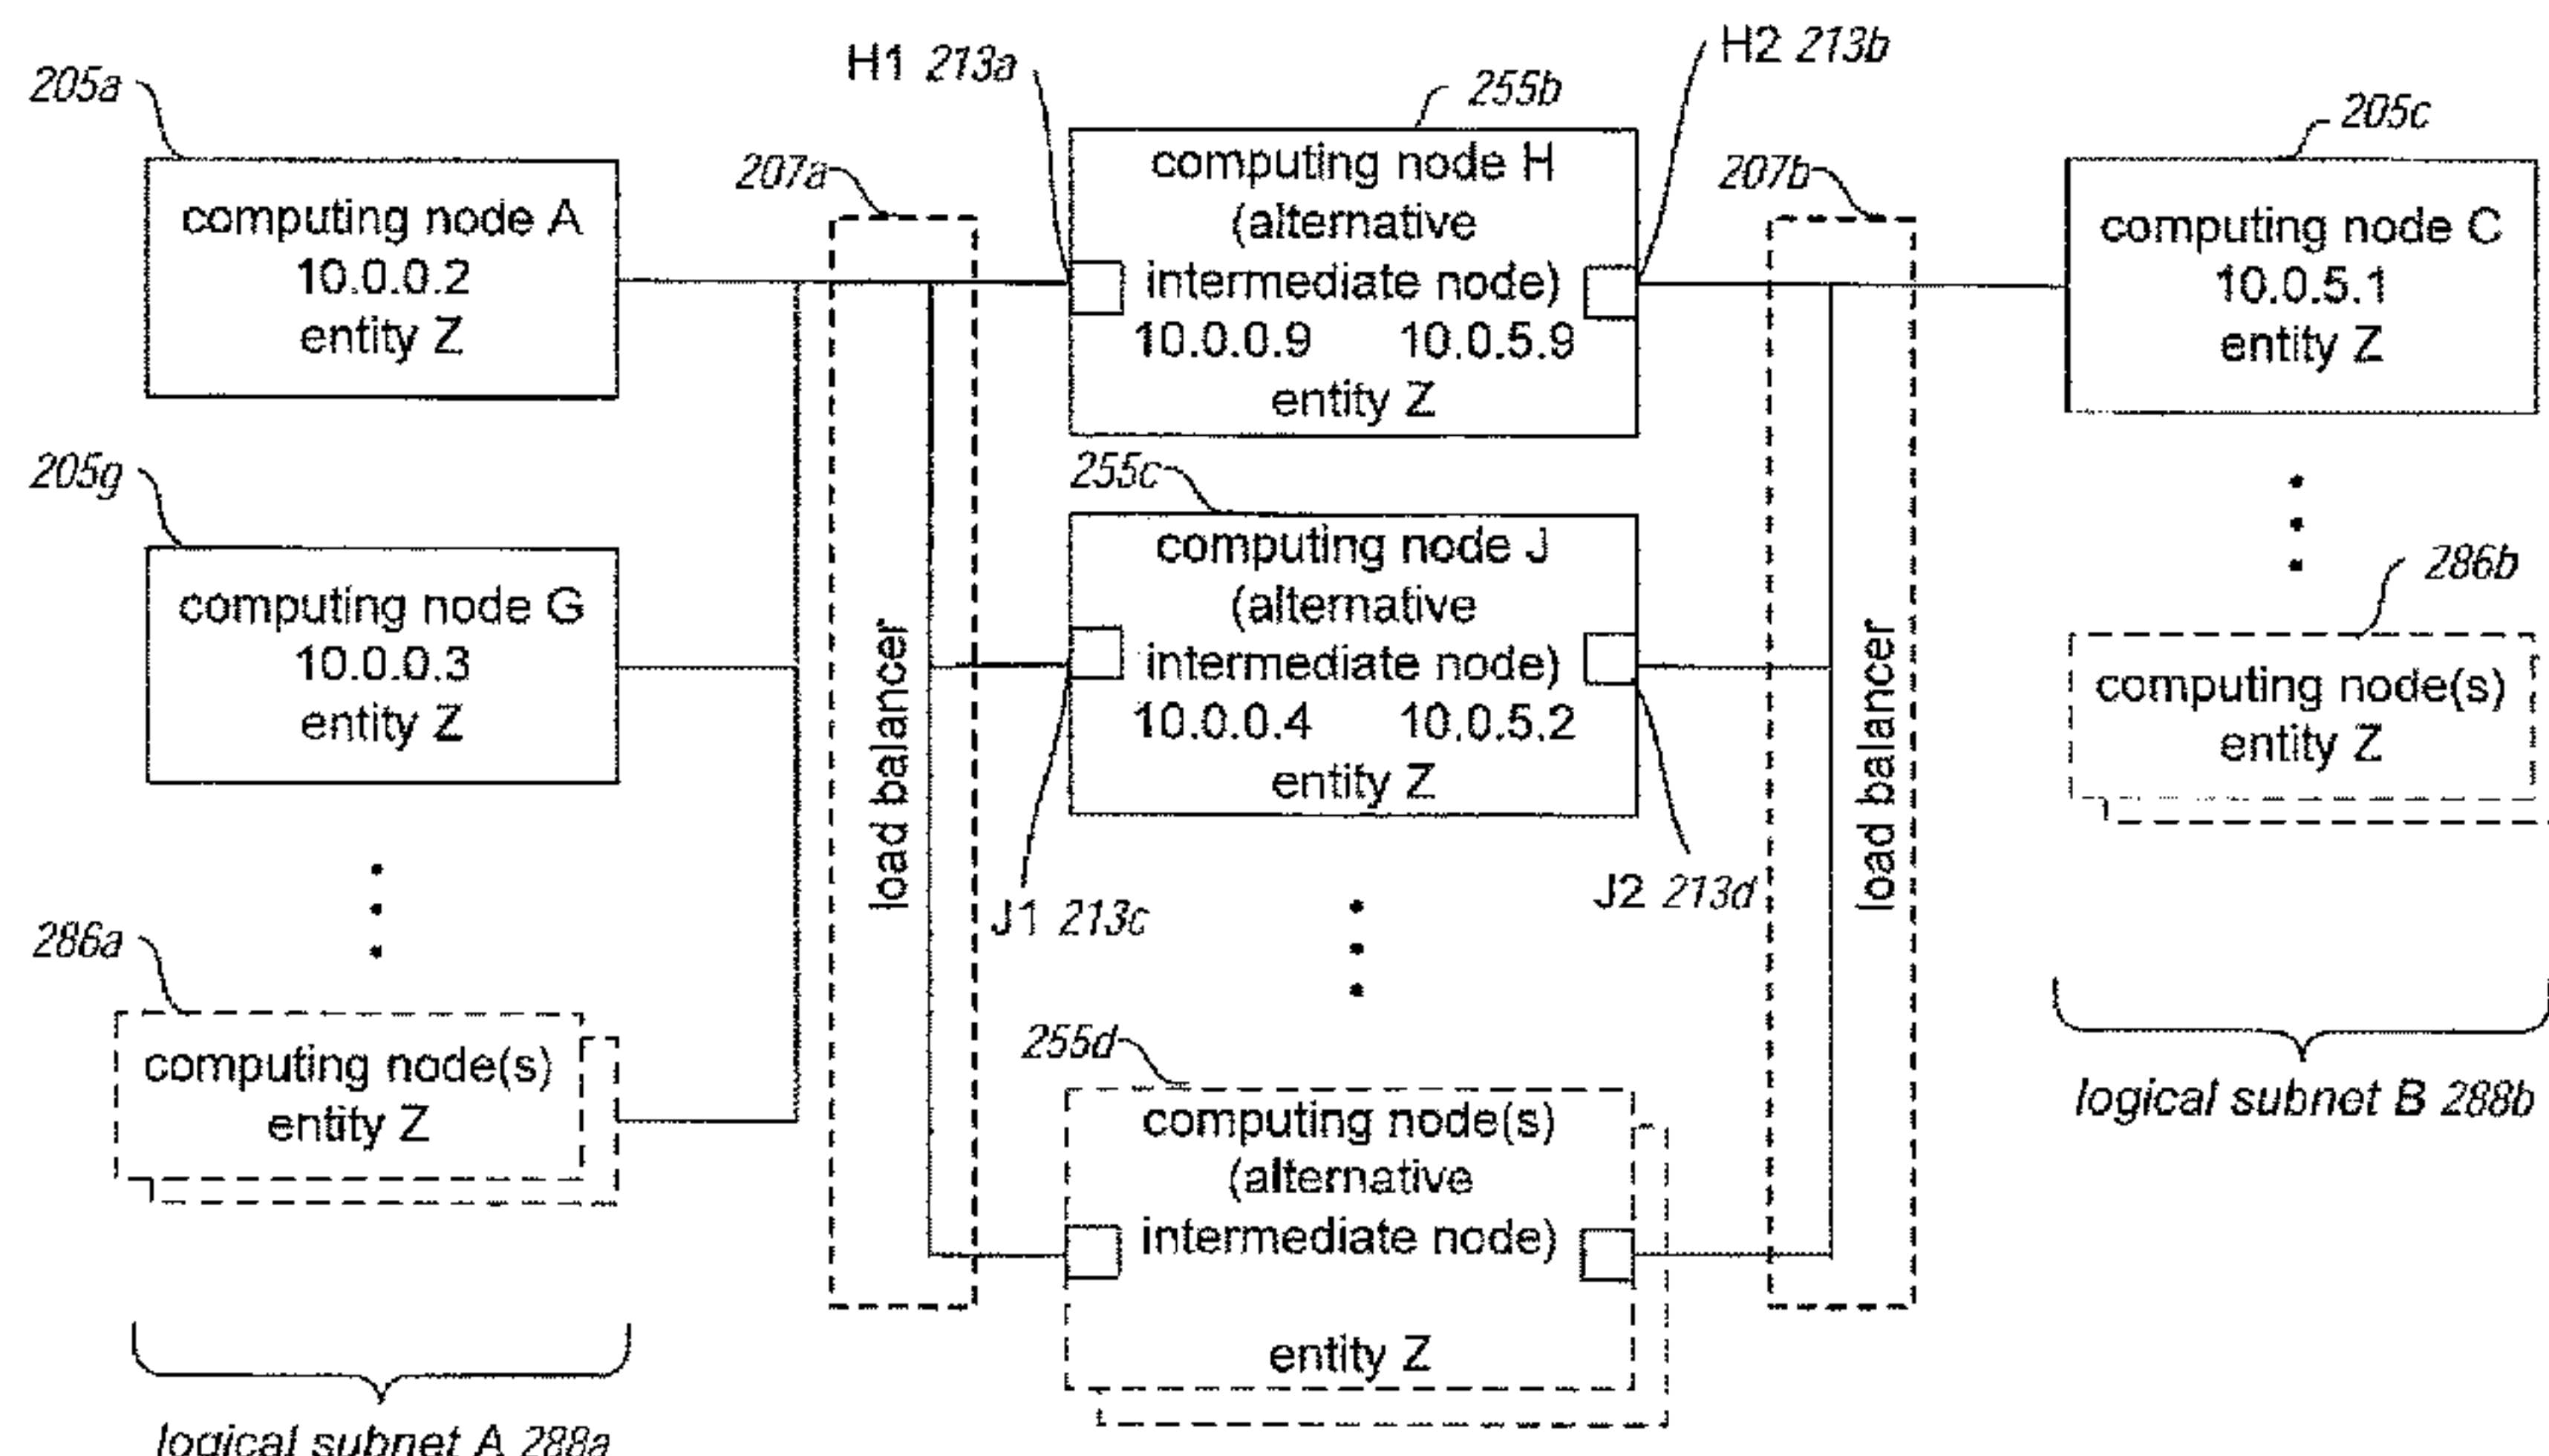 205a
computing node A
10.0.0.2
entity Z
205g
computing node G
10.0.0.3
entity Z
286a
computing node(s)
entity Z
logical subnet A 288a
207a
load balancer
H1 213a
255b
computing node H
(alternative
intermediate node)
10.0.0.9 10.0.5.9
entity Z
H2 213b
255c
computing node J
(alternative
intermediate node)
10.0.0.4 10.0.5.2
entity Z
J1 213c
J2 213d
255d
computing node(s)
(alternative
intermediate node)
entity Z
207b
load balancer
205c
computing node C
10.0.5.1
entity Z
286b
computing node(s)
entity Z
logical subnet B 288b